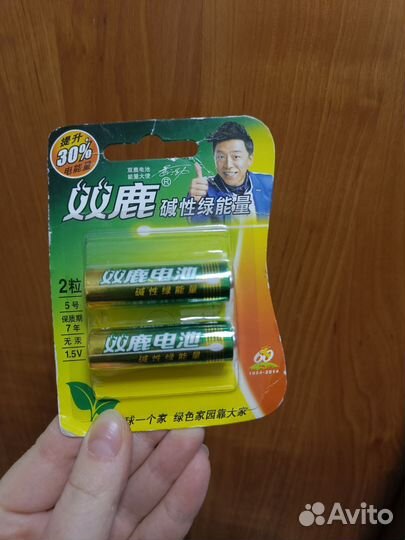 提升
30%
电能量
双鹿电池
能量大使
双鹿
®
碱性绿能量
2粒
5号
保质期
7年
无汞
1.5V
双鹿电池
碱性绿能量
双鹿电池
碱性绿能量
60
1954-2014
球一个家 绿色家园靠大家
Avito